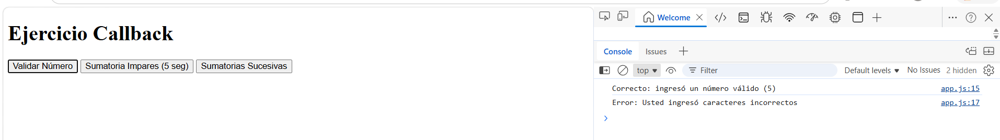 Ejercicio Callback
Validar Número Sumatoria Impares (5 seg) Sumatorias Sucesivas
Welcome
Console Issues
top Filter Default levels No Issues 2 hidden
Correcto: ingresó un número válido (5) app.js:15
Error: Usted ingresó caracteres incorrectos app.js:17